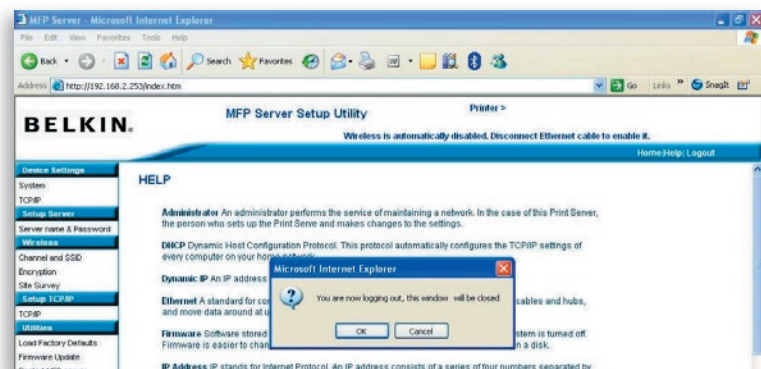 MFP Server - Microsoft Internet Explorer
File Edit View Favorites Tools Help
Back Search Favorites
Address http://192.168.2.253/index.htm Go Links » SnagIt
BELKIN.
MFP Server Setup Utility
Printer >
Wireless is automatically disabled. Disconnect Ethernet cable to enable it.
Home|Help| Logout
Device Settings
System
TCP/IP
Setup Server
Server name & Password
Wireless
Channel and SSID
Encryption
Site Survey
Setup TCP/IP
TCP/IP
Utilities
Load Factory Defaults
Firmware Update
HELP
Administrator An administrator performs the service of maintaining a network. In the case of this Print Server,
the person who sets up the Print Serve and makes changes to the settings.
DHCP Dynamic Host Configuration Protocol. This protocol automatically configures the TCP/IP settings of
every computer on your home network.
Dynamic IP An IP address
Ethernet A standard for cables and hubs,
and move data around at
Firmware Software stored system is turned off.
Firmware is easier to n a disk.
IP Address IP stands for Internet Protocol. An IP address consists of a series of four numbers separated by
Microsoft Internet Explorer
You are now logging out, this window will be closed
OK Cancel